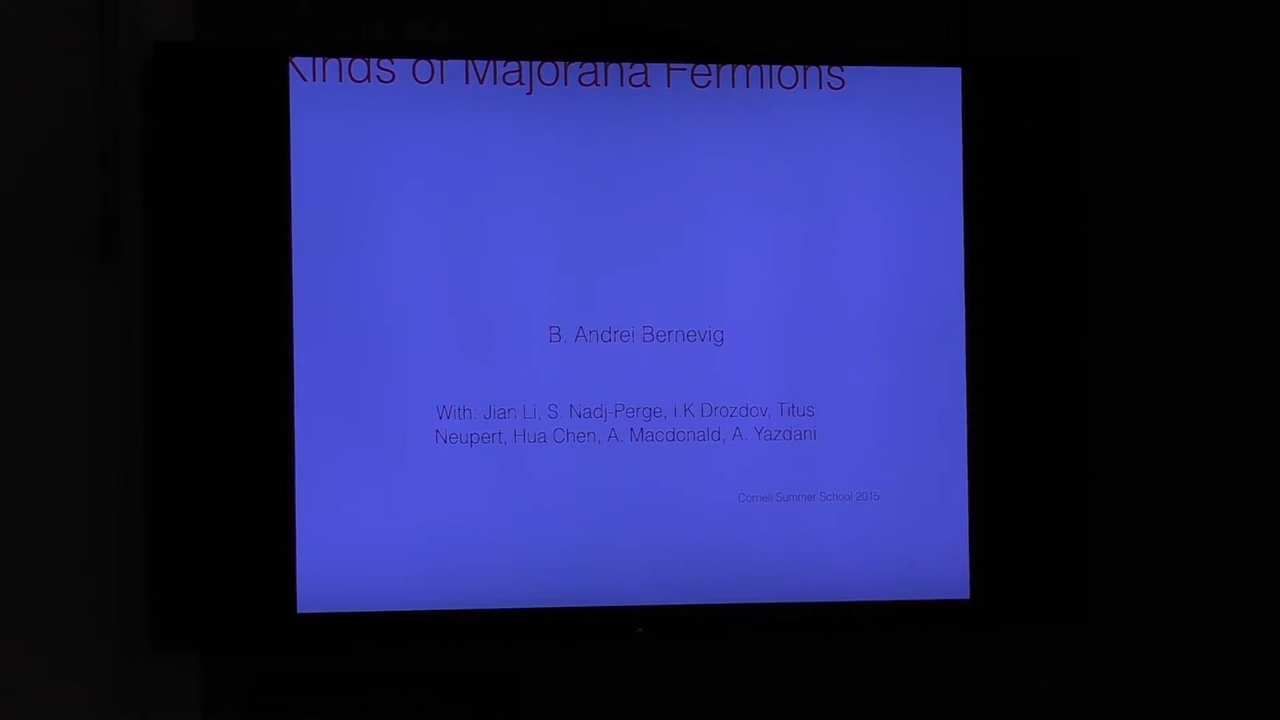 Kinds of Majorana Fermions
B. Andrei Bernevig
With: Jian Li, S. Nadj-Perge, I.K Drozdov, Titus
Neupert, Hua Chen, A. Macdonald, A. Yazdani
Cornell Summer School 2015